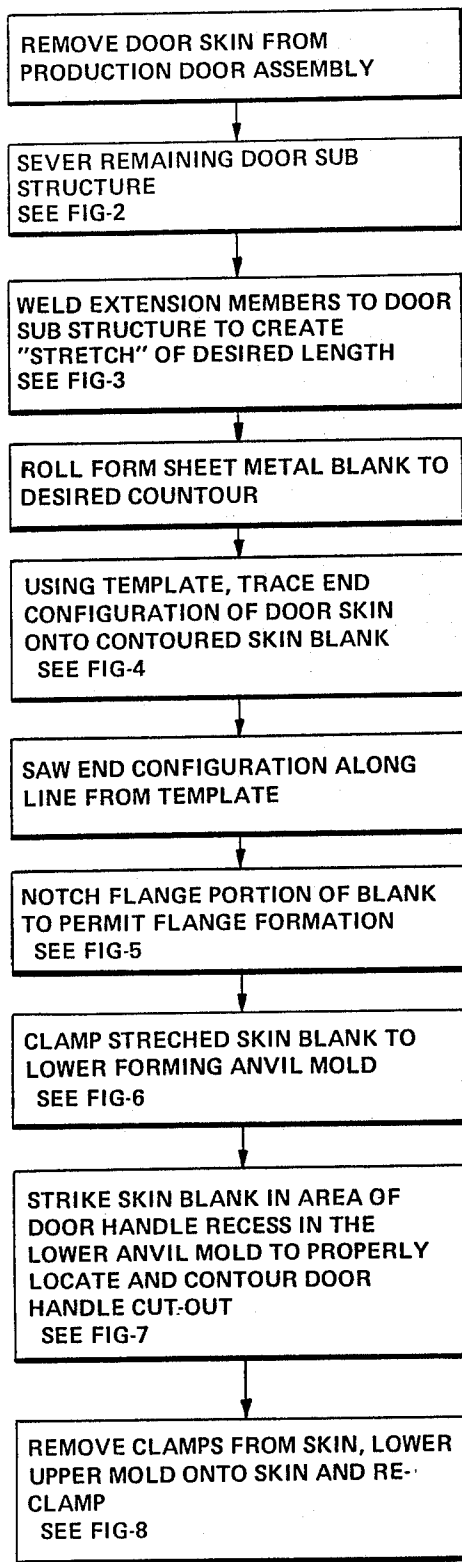 REMOVE DOOR SKIN FROM
PRODUCTION DOOR ASSEMBLY
SEVER REMAINING DOOR SUB
STRUCTURE
SEE FIG-2
WELD EXTENSION MEMBERS TO DOOR
SUB STRUCTURE TO CREATE
"STRETCH" OF DESIRED LENGTH
SEE FIG-3
ROLL FORM SHEET METAL BLANK TO
DESIRED COUNTOUR
USING TEMPLATE, TRACE END
CONFIGURATION OF DOOR SKIN
ONTO CONTOURED SKIN BLANK
SEE FIG-4
SAW END CONFIGURATION ALONG
LINE FROM TEMPLATE
NOTCH FLANGE PORTION OF BLANK
TO PERMIT FLANGE FORMATION
SEE FIG-5
CLAMP STRECHED SKIN BLANK TO
LOWER FORMING ANVIL MOLD
SEE FIG-6
STRIKE SKIN BLANK IN AREA OF
DOOR HANDLE RECESS IN THE
LOWER ANVIL MOLD TO PROPERLY
LOCATE AND CONTOUR DOOR
HANDLE CUT-OUT
SEE FIG-7
REMOVE CLAMPS FROM SKIN, LOWER
UPPER MOLD ONTO SKIN AND RE-
CLAMP
SEE FIG-8